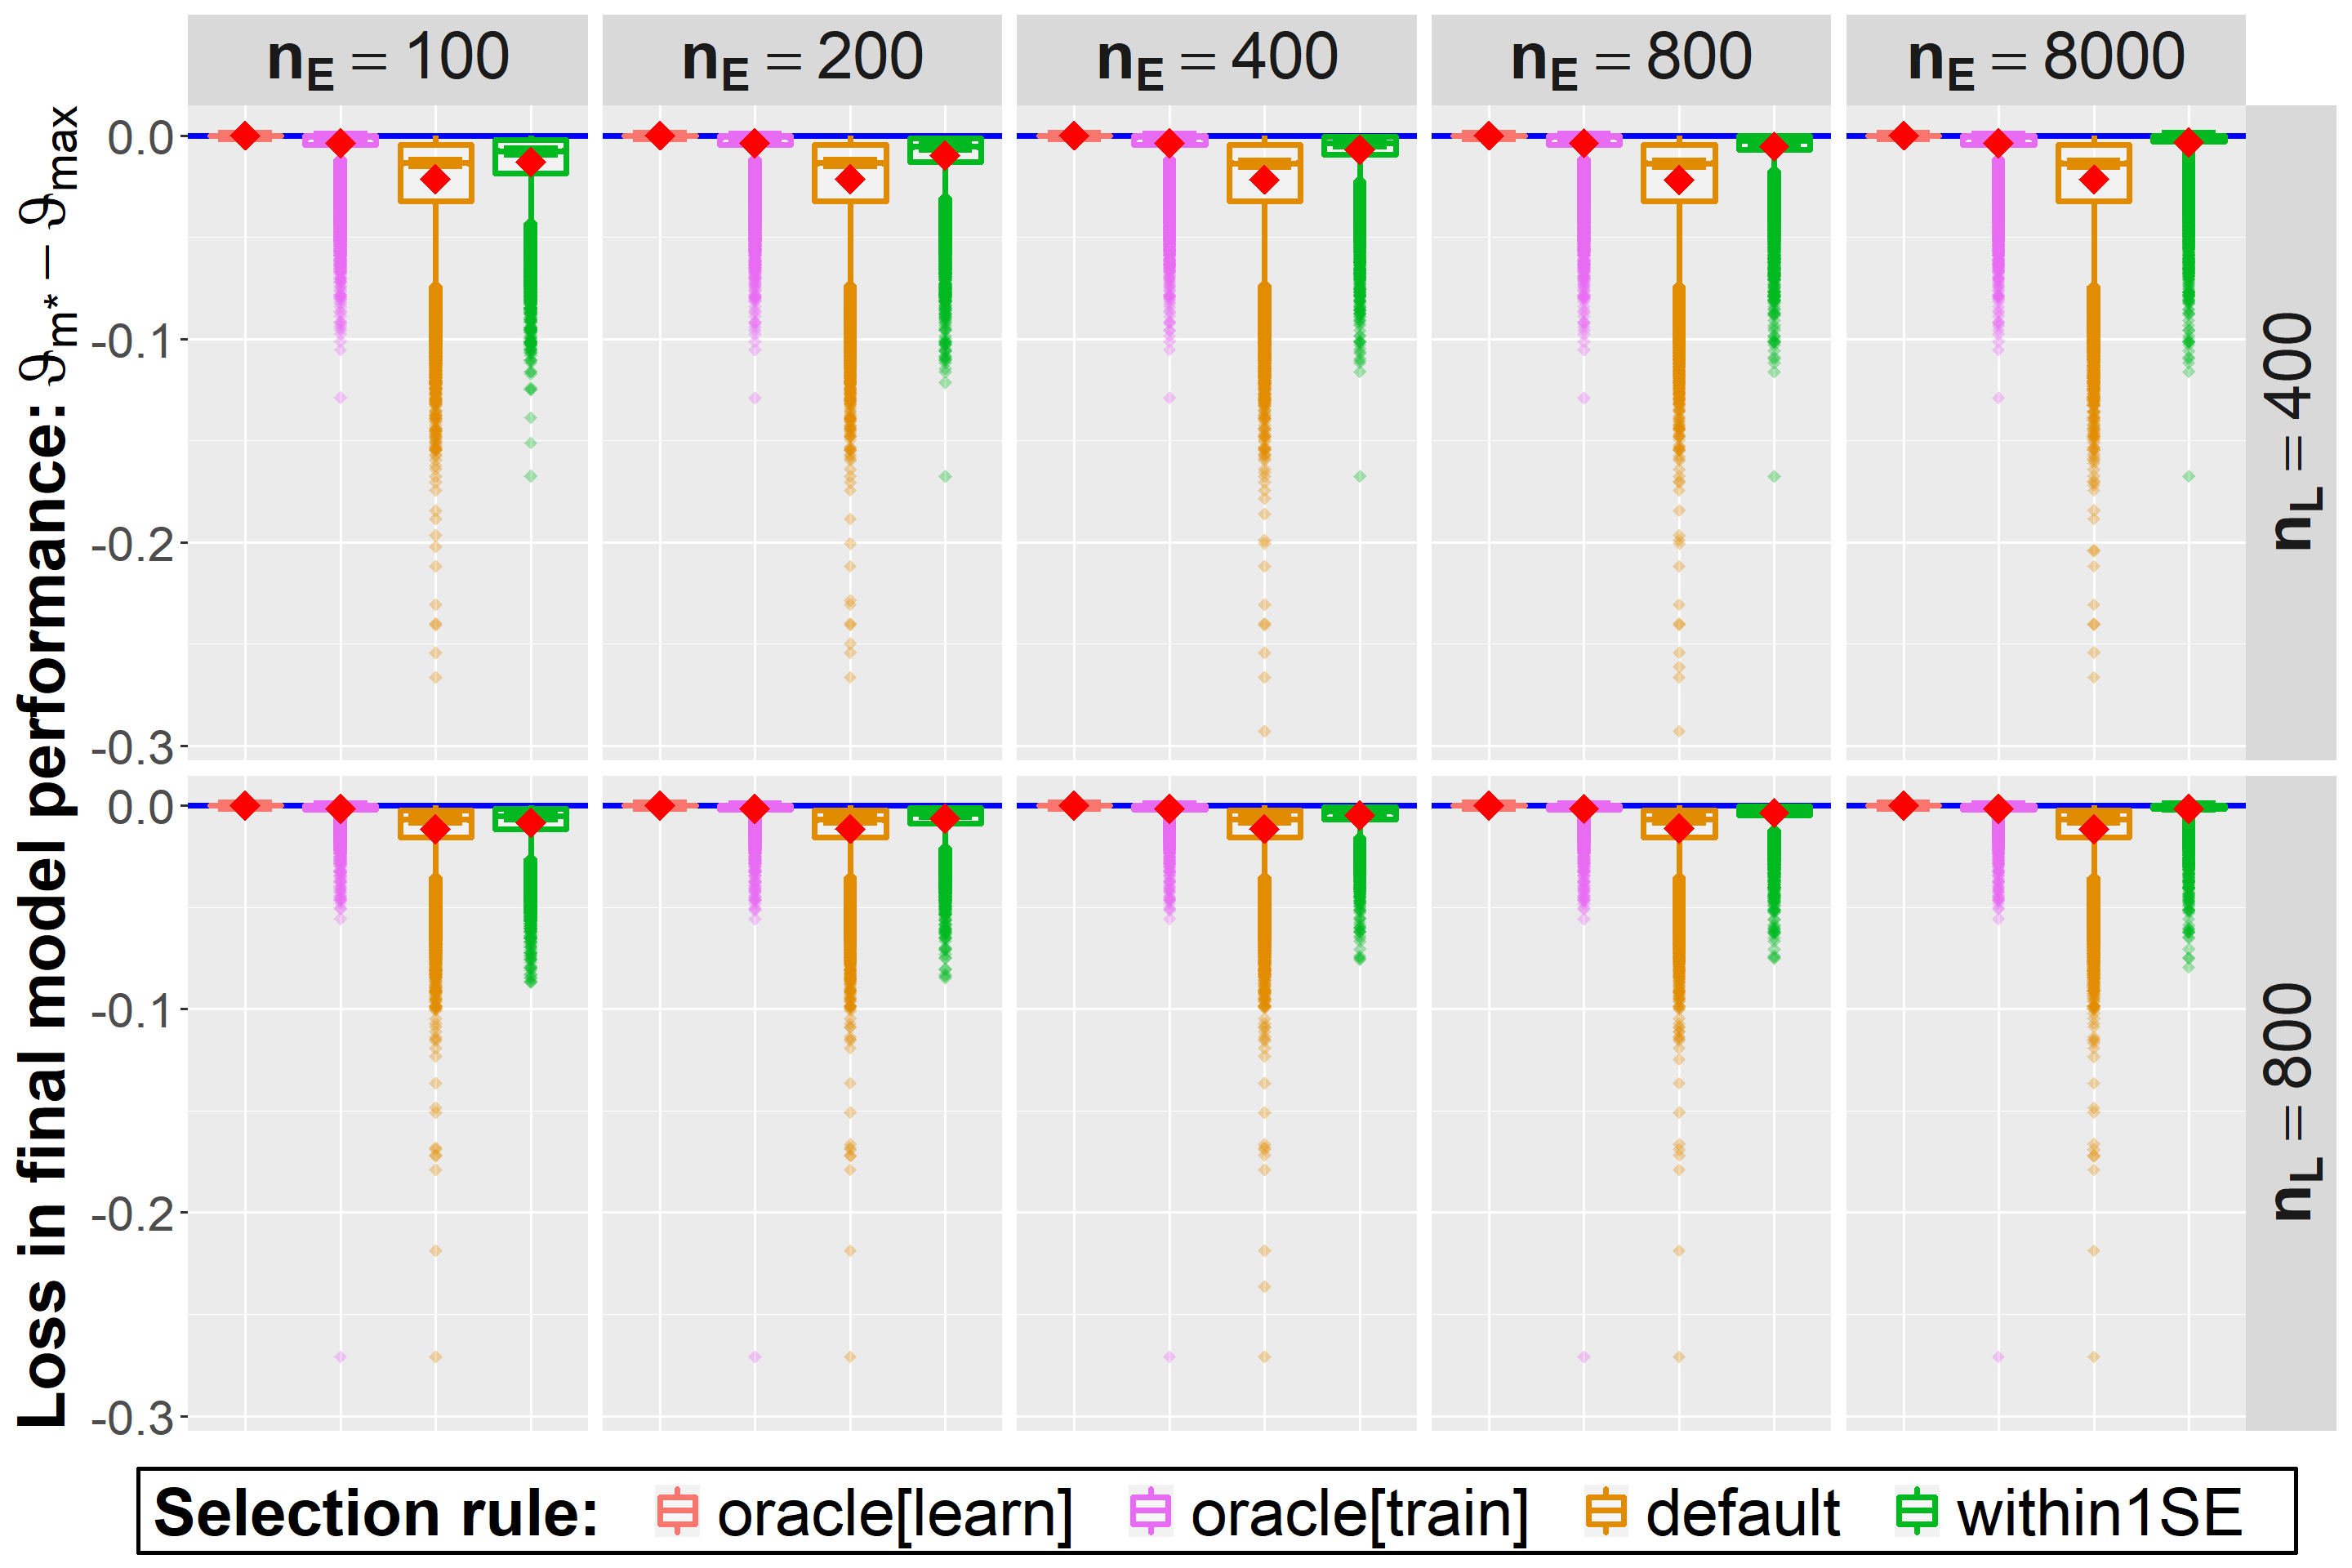 n_E = 100
n_E = 200
n_E = 400
n_E = 800
n_E = 8000
Loss in final model performance: ϑ_m* − ϑ_max
0.0
-0.1
-0.2
-0.3
n_L = 400
0.0
-0.1
-0.2
-0.3
n_L = 800
Selection rule: oracle[learn] oracle[train] default within1SE